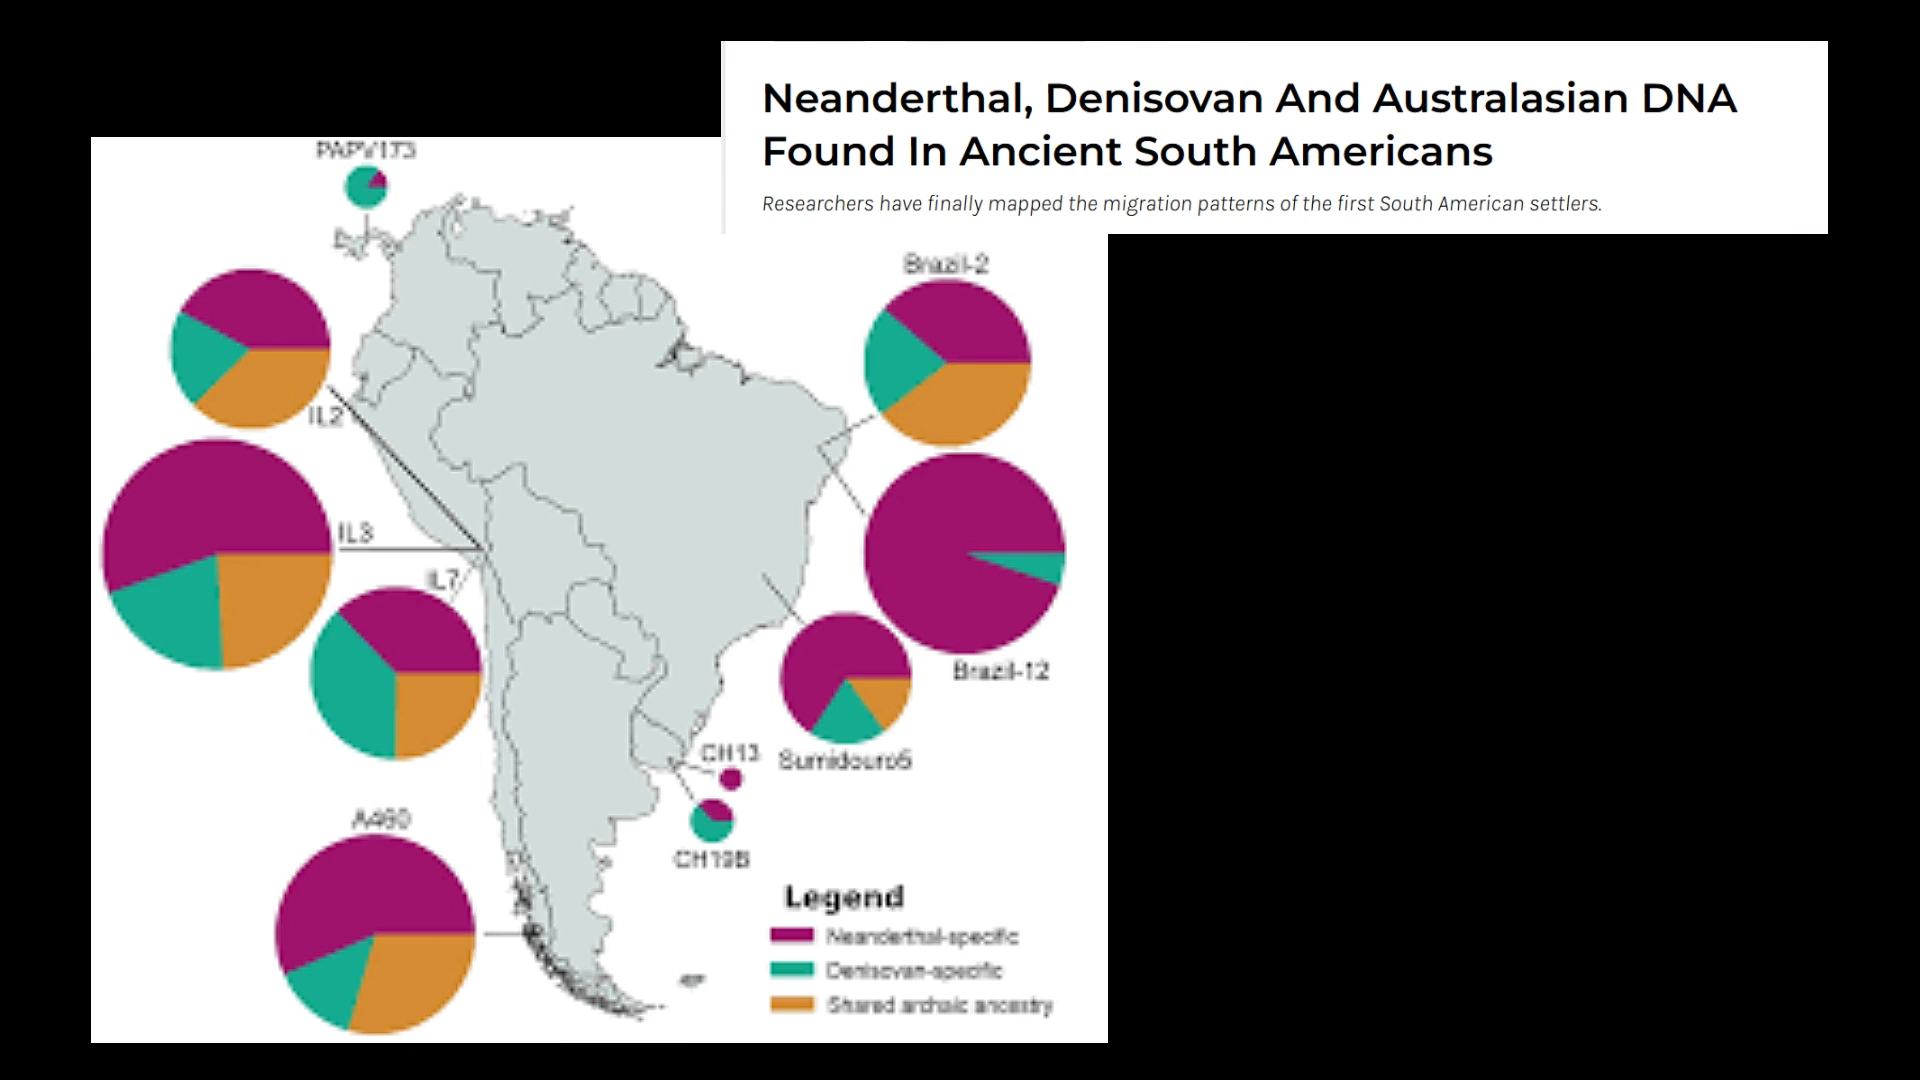 Neanderthal, Denisovan And Australasian DNA
Found In Ancient South Americans
Researchers have finally mapped the migration patterns of the first South American settlers.
PAPV173
Brazil-2
IL2
IL3
IL7
Brazil-12
CH13
Sumidouro5
A460
CH19B
Legend
Neanderthal-specific
Denisovan-specific
Shared archaic ancestry